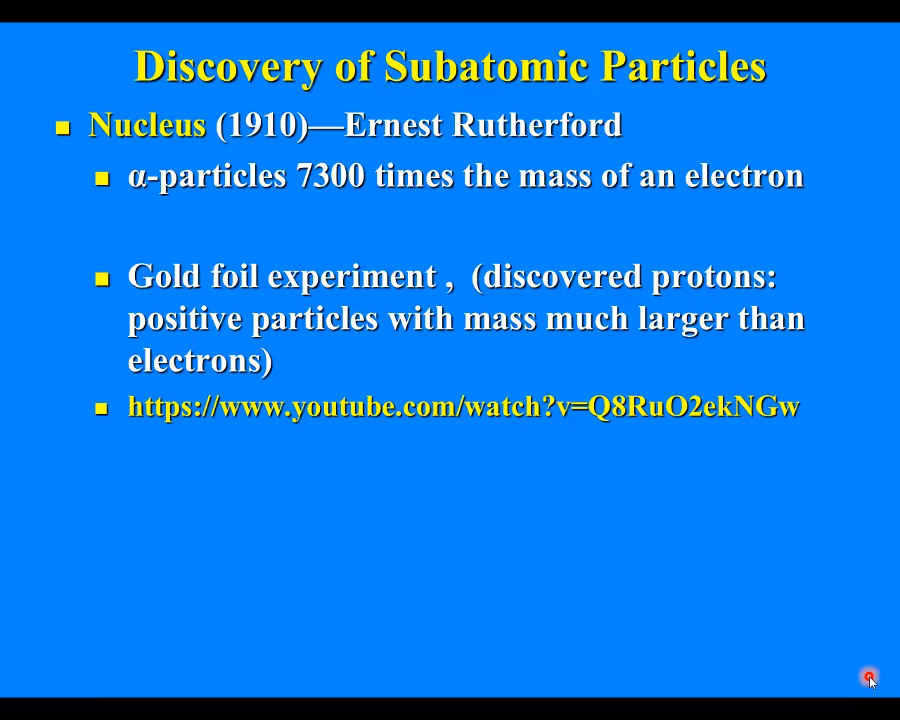 Discovery of Subatomic Particles
Nucleus (1910)—Ernest Rutherford
α-particles 7300 times the mass of an electron
Gold foil experiment , (discovered protons:
positive particles with mass much larger than
electrons)
https://www.youtube.com/watch?v=Q8RuO2ekNGw